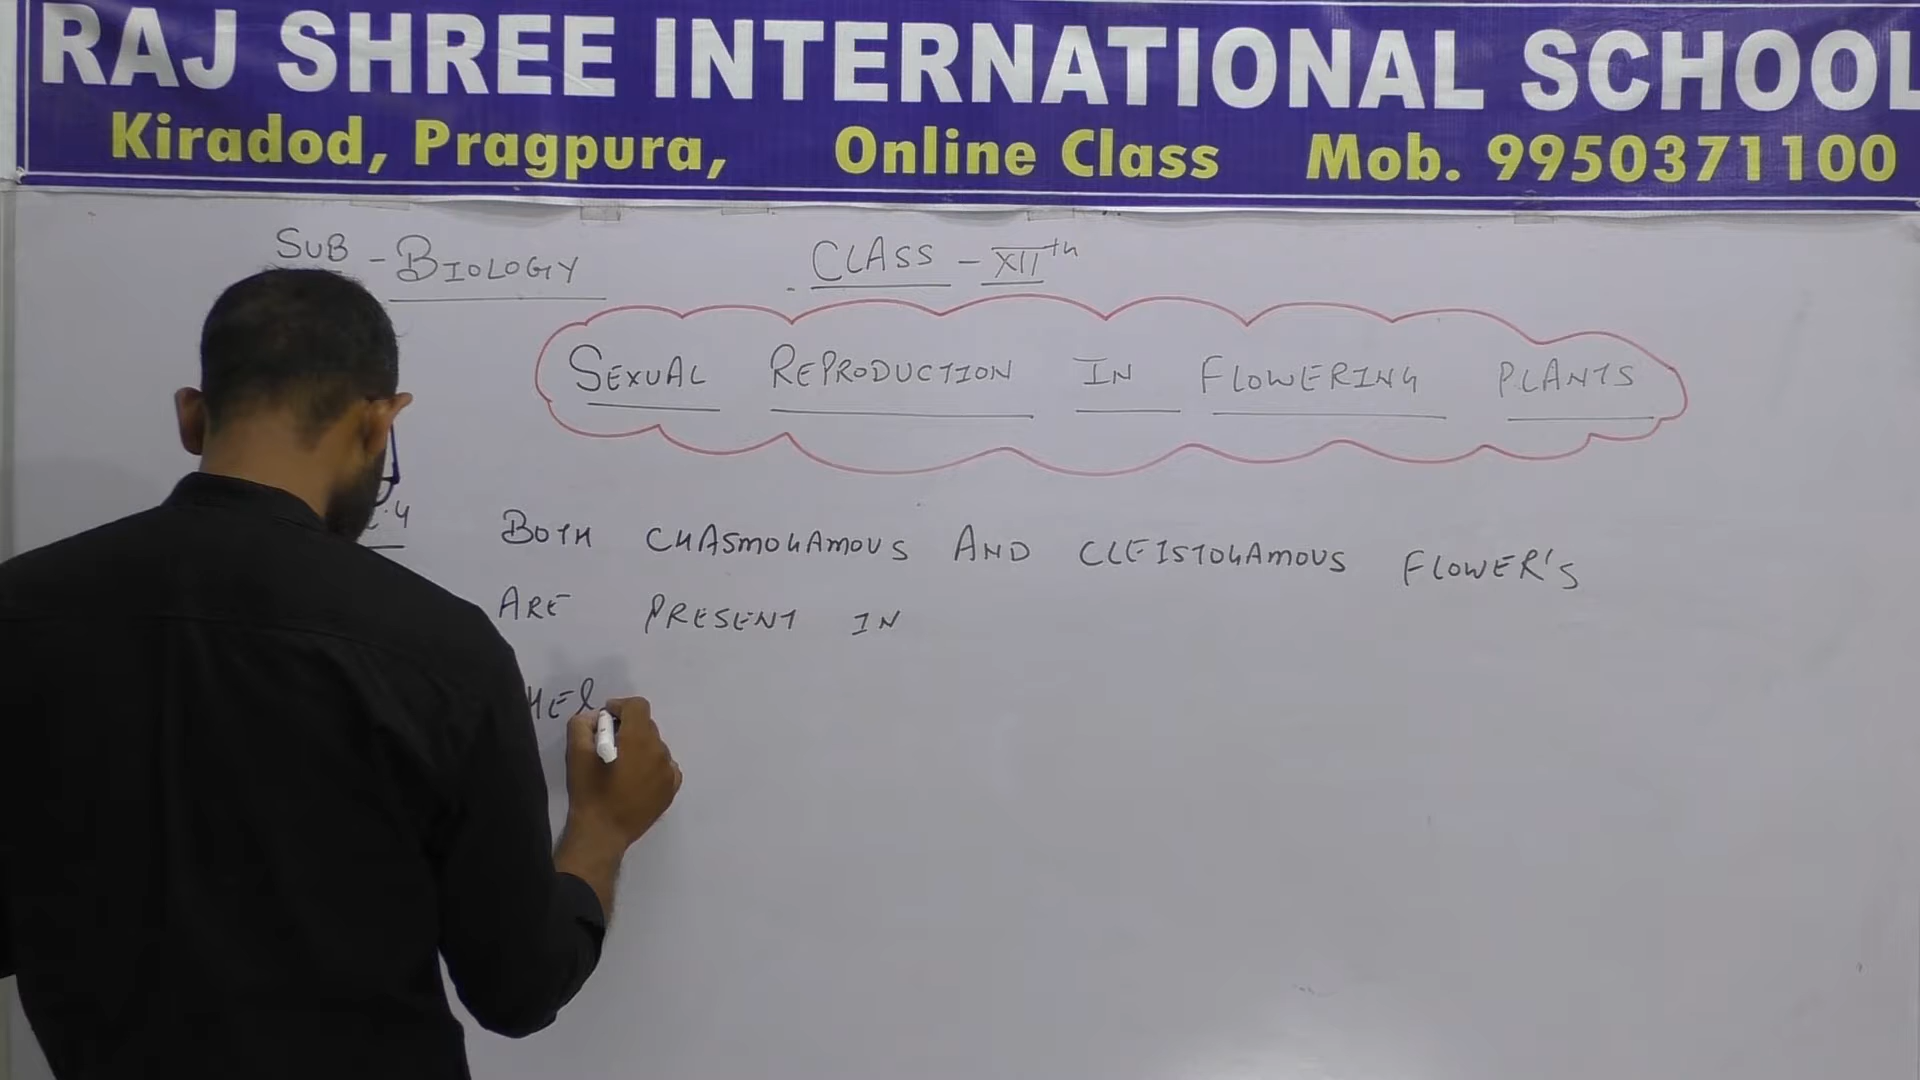 RAJ SHREE INTERNATIONAL SCHOOL
Kiradod, Pragpura, Online Class Mob. 9950371100
SUB - BIOLOGY CLASS - XIIth
SEXUAL REPRODUCTION IN FLOWERING PLANTS
BOTH CHASMOGAMOUS AND CLEISTOGAMOUS FLOWER'S
ARE PRESENT IN